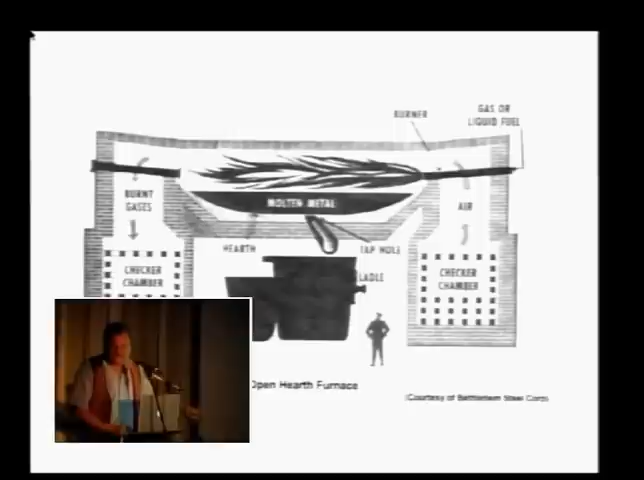 BURNER
GAS OR
LIQUID FUEL
BURNT
GASES
MOLTEN METAL
AIR
HEARTH
TAP HOLE
CHECKER
CHAMBER
LADLE
CHECKER
CHAMBER
Open Hearth Furnace
(Courtesy of Bethlehem Steel Corp)